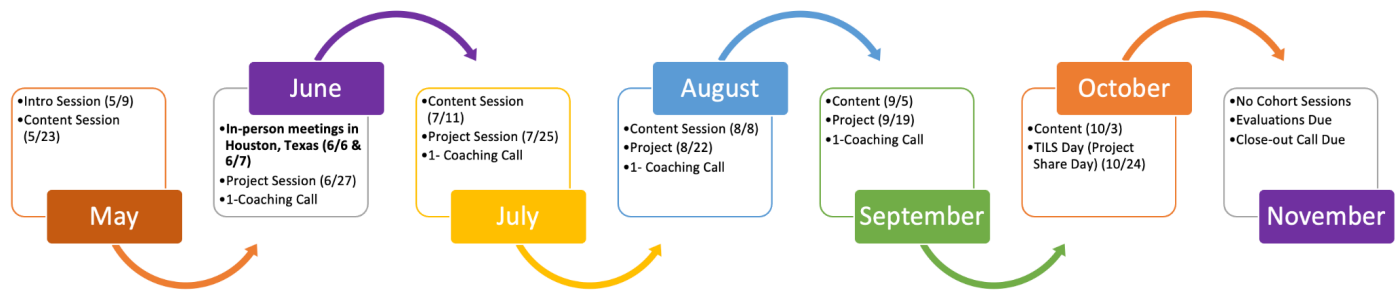 May
•Intro Session (5/9)
•Content Session
(5/23)
June
•In-person meetings in
Houston, Texas (6/6 &
6/7)
•Project Session (6/27)
•1-Coaching Call
July
•Content Session
(7/11)
•Project Session (7/25)
•1- Coaching Call
August
•Content Session (8/8)
•Project (8/22)
•1- Coaching Call
September
•Content (9/5)
•Project (9/19)
•1-Coaching Call
October
•Content (10/3)
•TILS Day (Project
Share Day) (10/24)
November
•No Cohort Sessions
•Evaluations Due
•Close-out Call Due